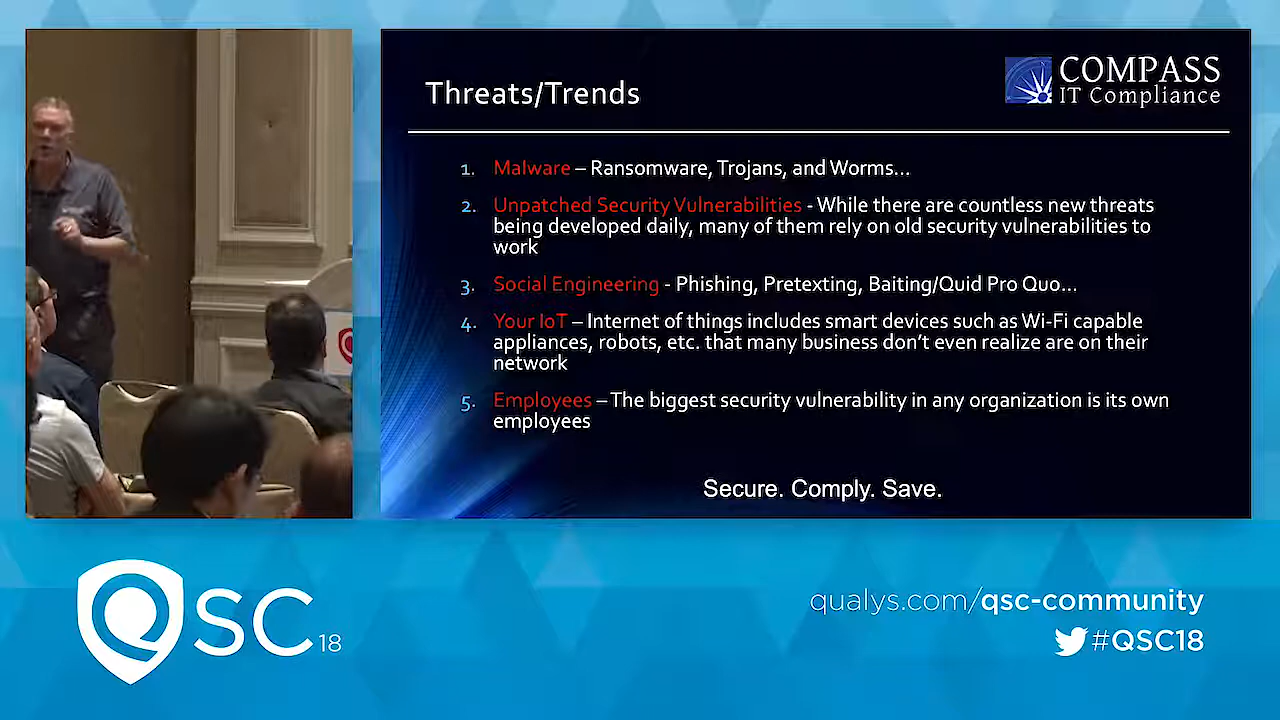 Threats/Trends
COMPASS
IT Compliance
1. Malware – Ransomware, Trojans, and Worms...
2. Unpatched Security Vulnerabilities - While there are countless new threats
being developed daily, many of them rely on old security vulnerabilities to
work
3. Social Engineering - Phishing, Pretexting, Baiting/Quid Pro Quo...
4. Your IoT – Internet of things includes smart devices such as Wi-Fi capable
appliances, robots, etc. that many business don't even realize are on their
network
5. Employees – The biggest security vulnerability in any organization is its own
employees
Secure. Comply. Save.
QSC 18
qualys.com/qsc-community
#QSC18